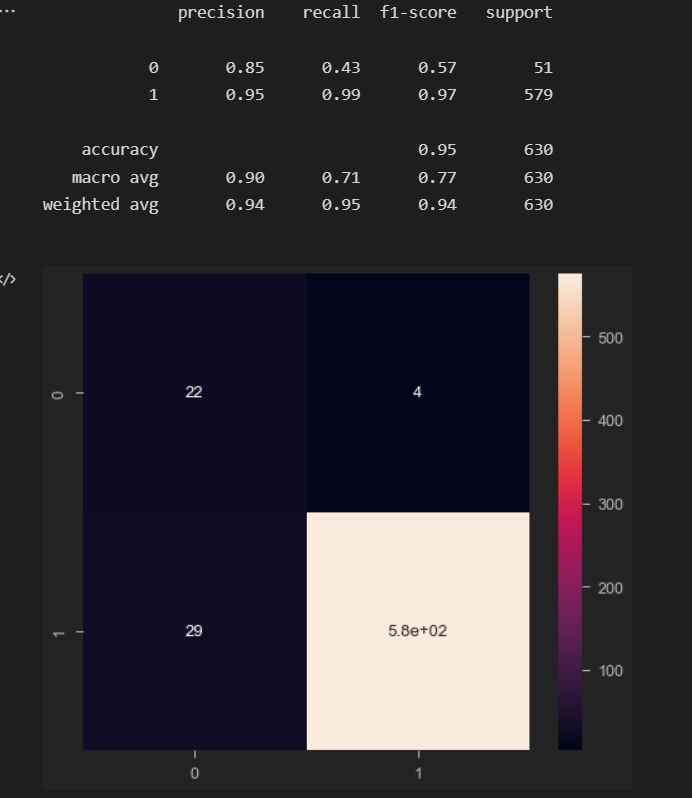 ...
precision recall f1-score support
0 0.85 0.43 0.57 51
1 0.95 0.99 0.97 579
accuracy 0.95 630
macro avg 0.90 0.71 0.77 630
weighted avg 0.94 0.95 0.94 630
</>
500
0 22 4
400
300
200
1 29 5.8e+02
100
0 1